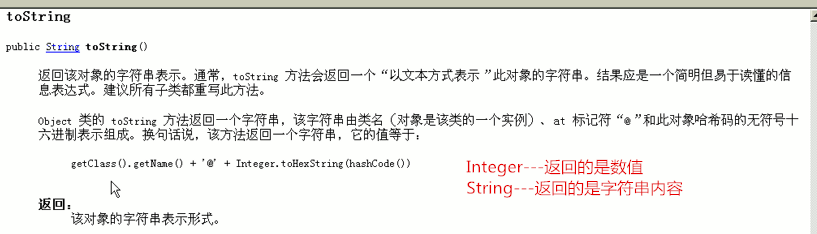 toString
public String toString()
返回该对象的字符串表示。通常，toString 方法会返回一个“以文本方式表示”此对象的字符串。结果应是一个简明但易于读懂的信
息表达式。建议所有子类都重写此方法。
Object 类的 toString 方法返回一个字符串，该字符串由类名（对象是该类的一个实例）、at 标记符“@”和此对象哈希码的无符号十
六进制表示组成。换句话说，该方法返回一个字符串，它的值等于：
getClass().getName() + '@' + Integer.toHexString(hashCode())
Integer---返回的是数值
String---返回的是字符串内容
返回：
该对象的字符串表示形式。